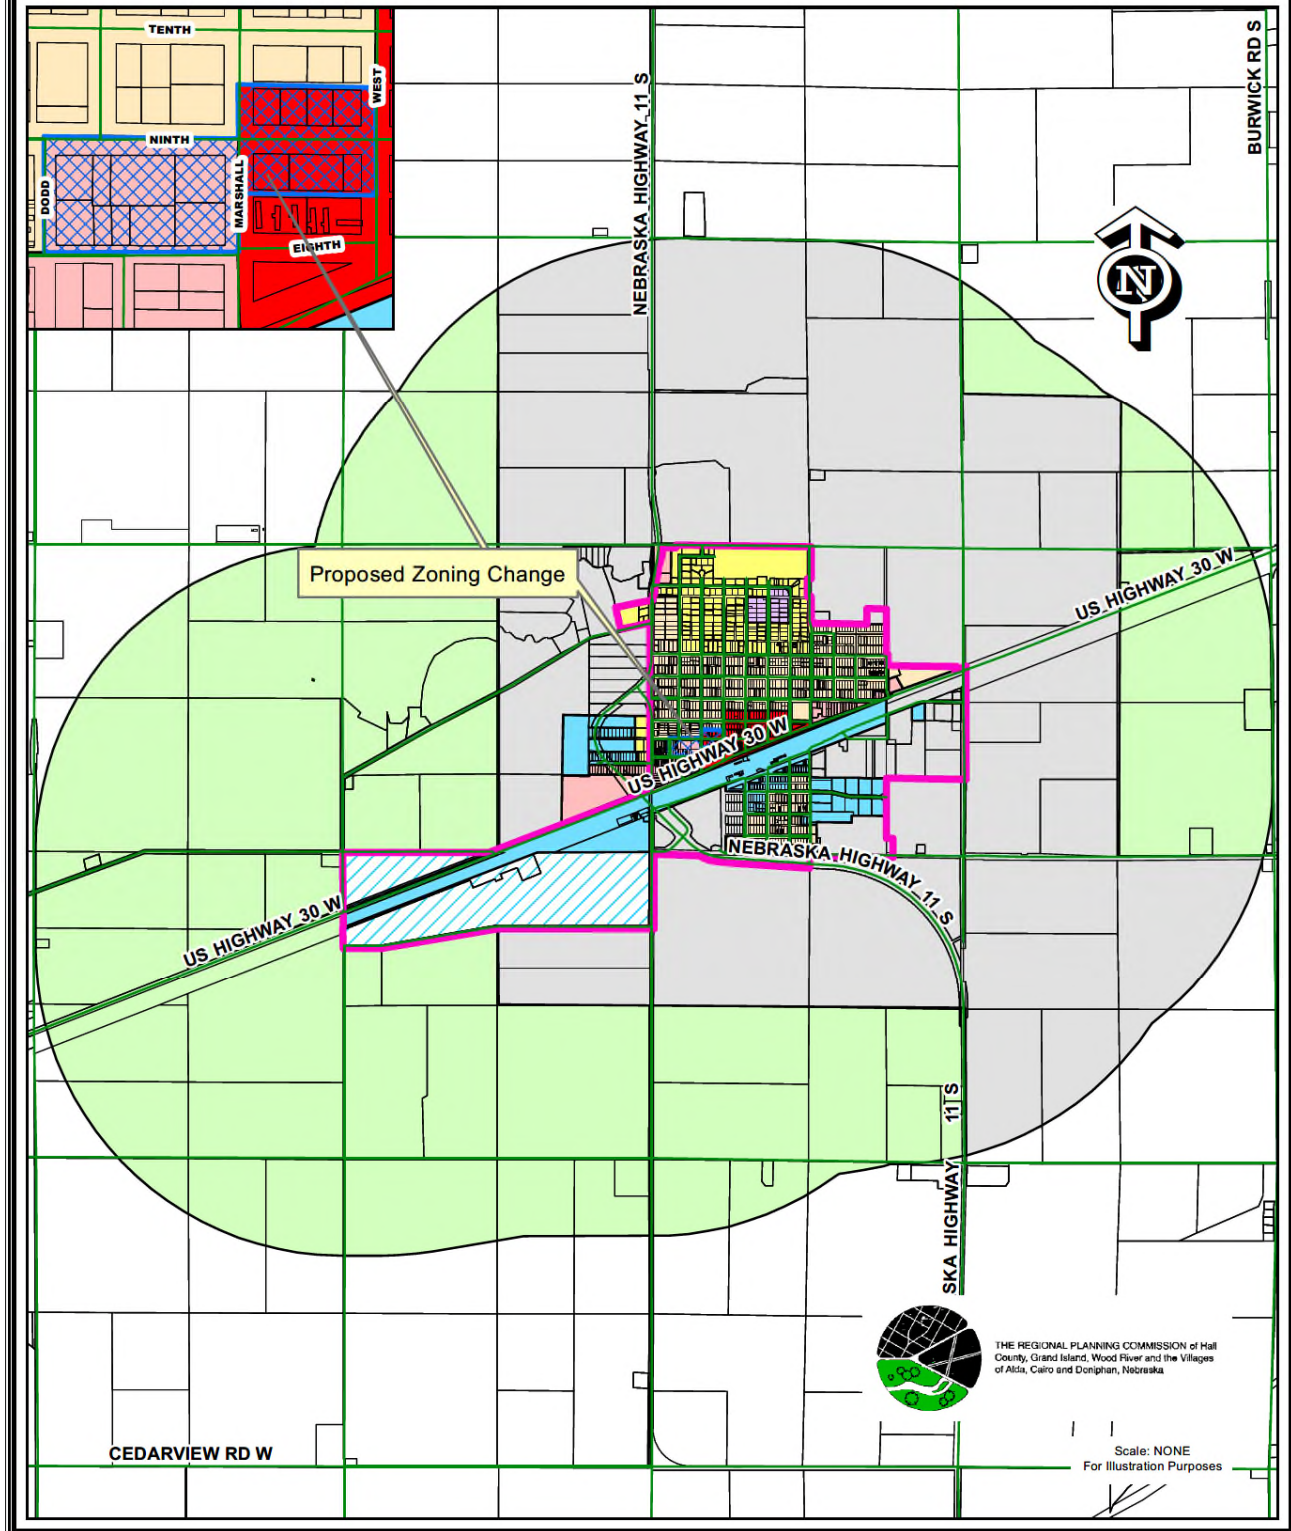 TENTH
WEST
NINTH
DODD
MARSHALL
EIGHTH
NEBRASKA HIGHWAY 11 S
BURWICK RD S
N
Proposed Zoning Change
US HIGHWAY 30 W
US HIGHWAY 30 W
NEBRASKA HIGHWAY 11 S
US HIGHWAY 30 W
SKA HIGHWAY 11 S
THE REGIONAL PLANNING COMMISSION of Hall
County, Grand Island, Wood River and the Villages
of Alda, Cairo and Doniphan, Nebraska
CEDARVIEW RD W
Scale: NONE
For Illustration Purposes